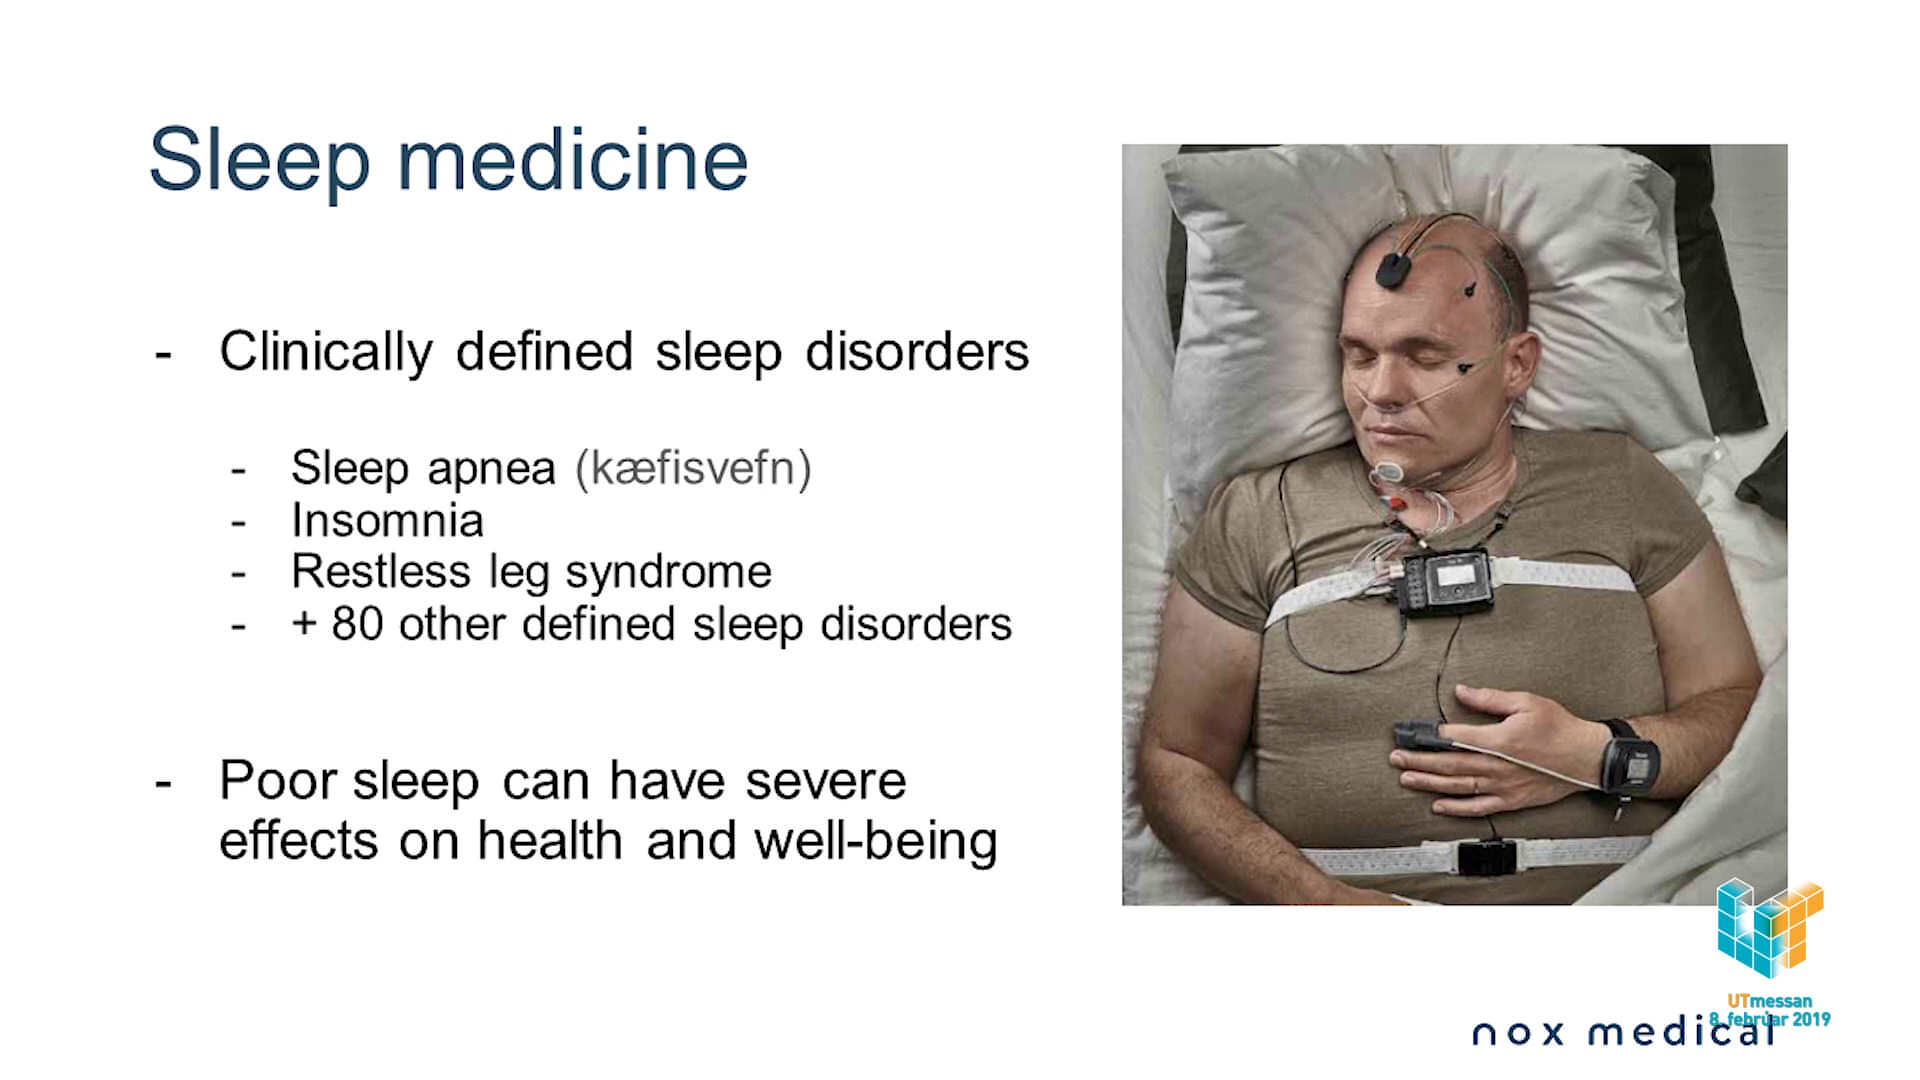 Sleep medicine
- Clinically defined sleep disorders
- Sleep apnea (kæfisvefn)
- Insomnia
- Restless leg syndrome
- + 80 other defined sleep disorders
- Poor sleep can have severe
effects on health and well-being
UTmessan
8. febrúar 2019
nox medical